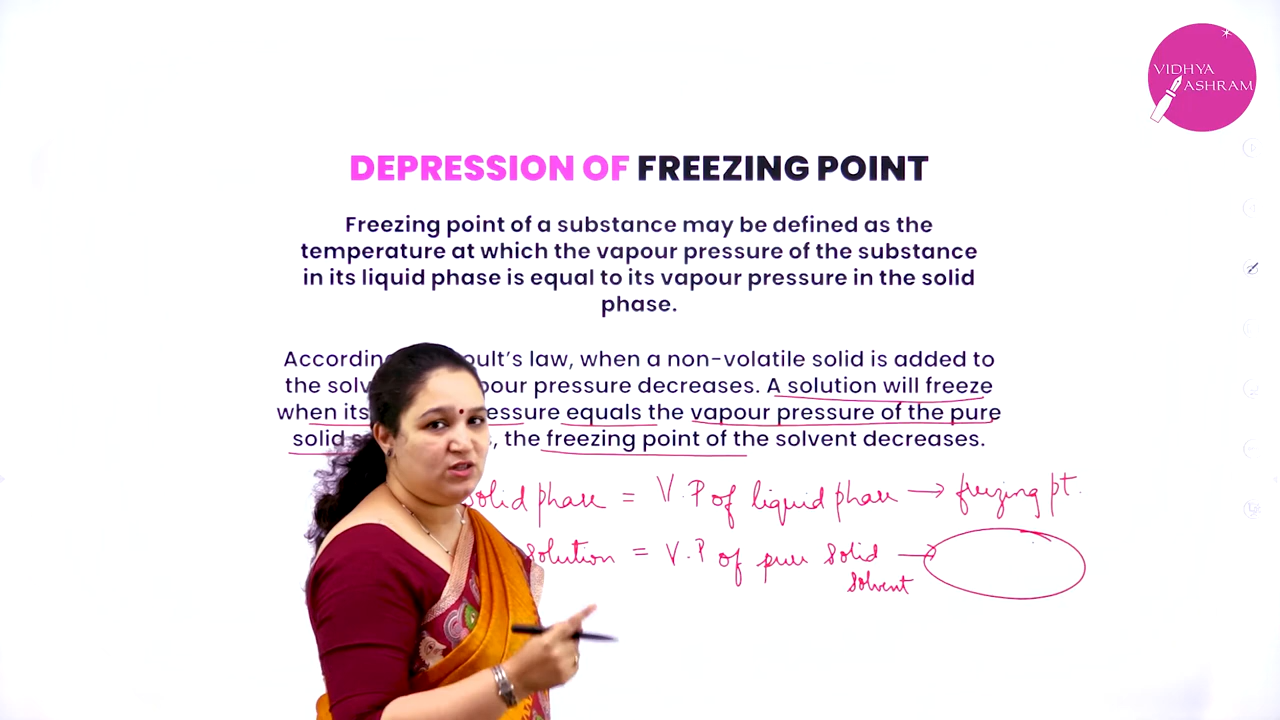 VIDHYA
ASHRAM
DEPRESSION OF FREEZING POINT
Freezing point of a substance may be defined as the
temperature at which the vapour pressure of the substance
in its liquid phase is equal to its vapour pressure in the solid
phase.
According oult's law, when a non-volatile solid is added to
the solv pour pressure decreases. A solution will freeze
when its essure equals the vapour pressure of the pure
solid s s, the freezing point of the solvent decreases.
solid phase = V.P of liquid phase → freizing pt.
solution = V.P of pure solid →
solvent